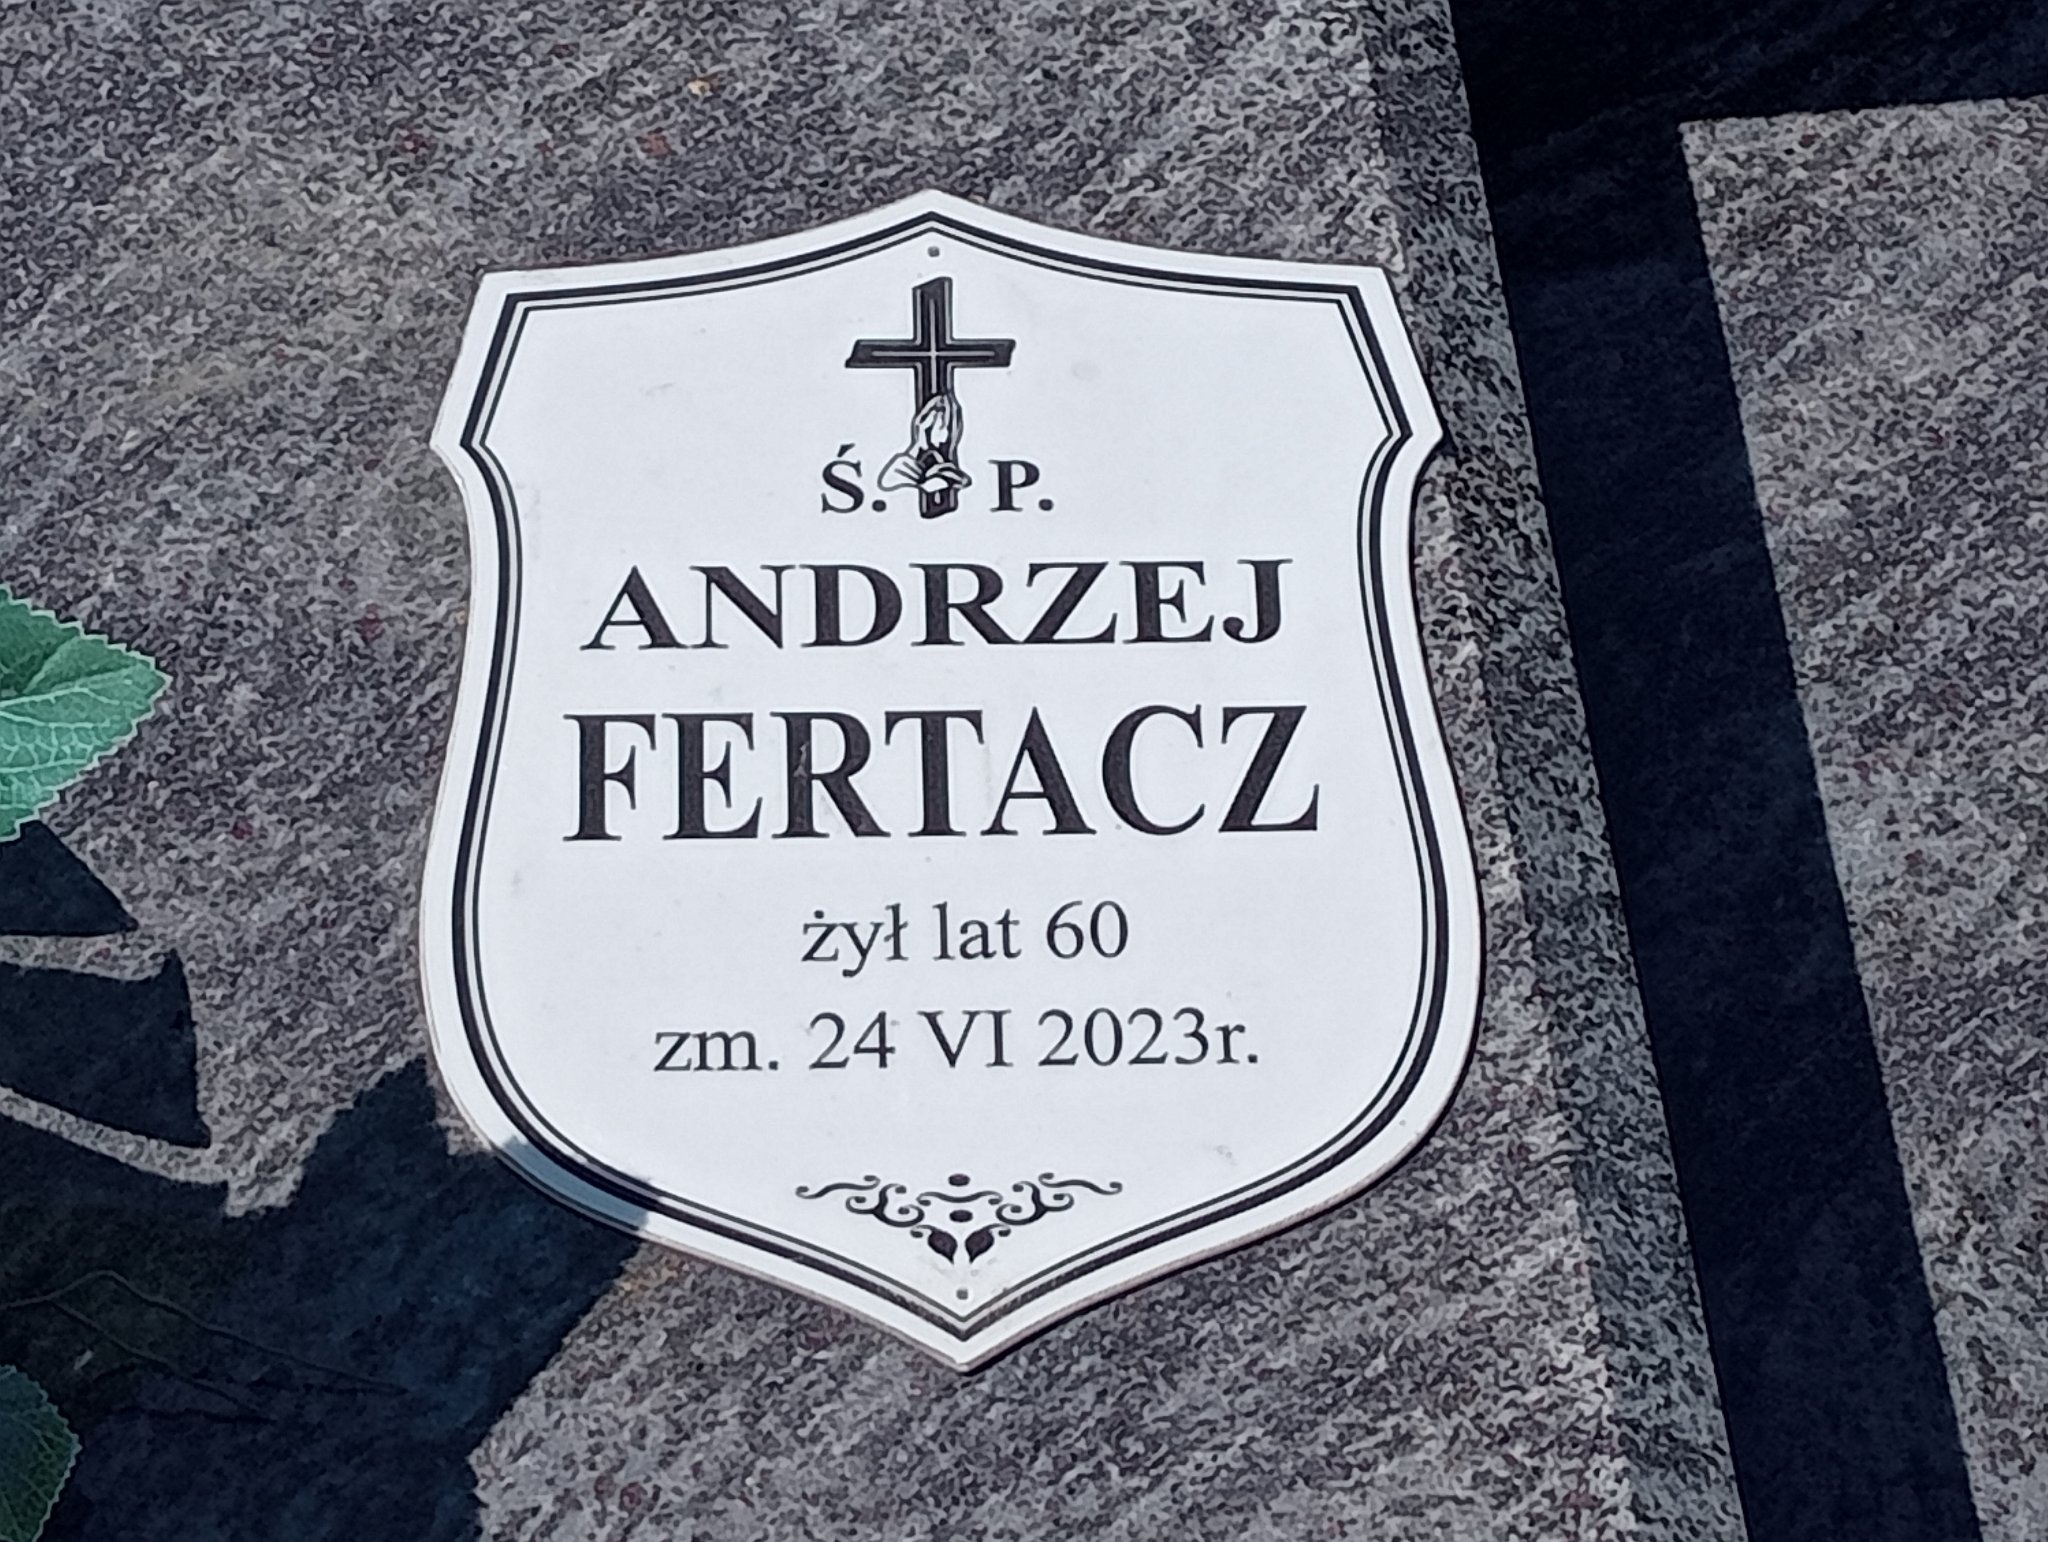 Ś. P.
ANDRZEJ
FERTACZ
żył lat 60
zm. 24 VI 2023r.